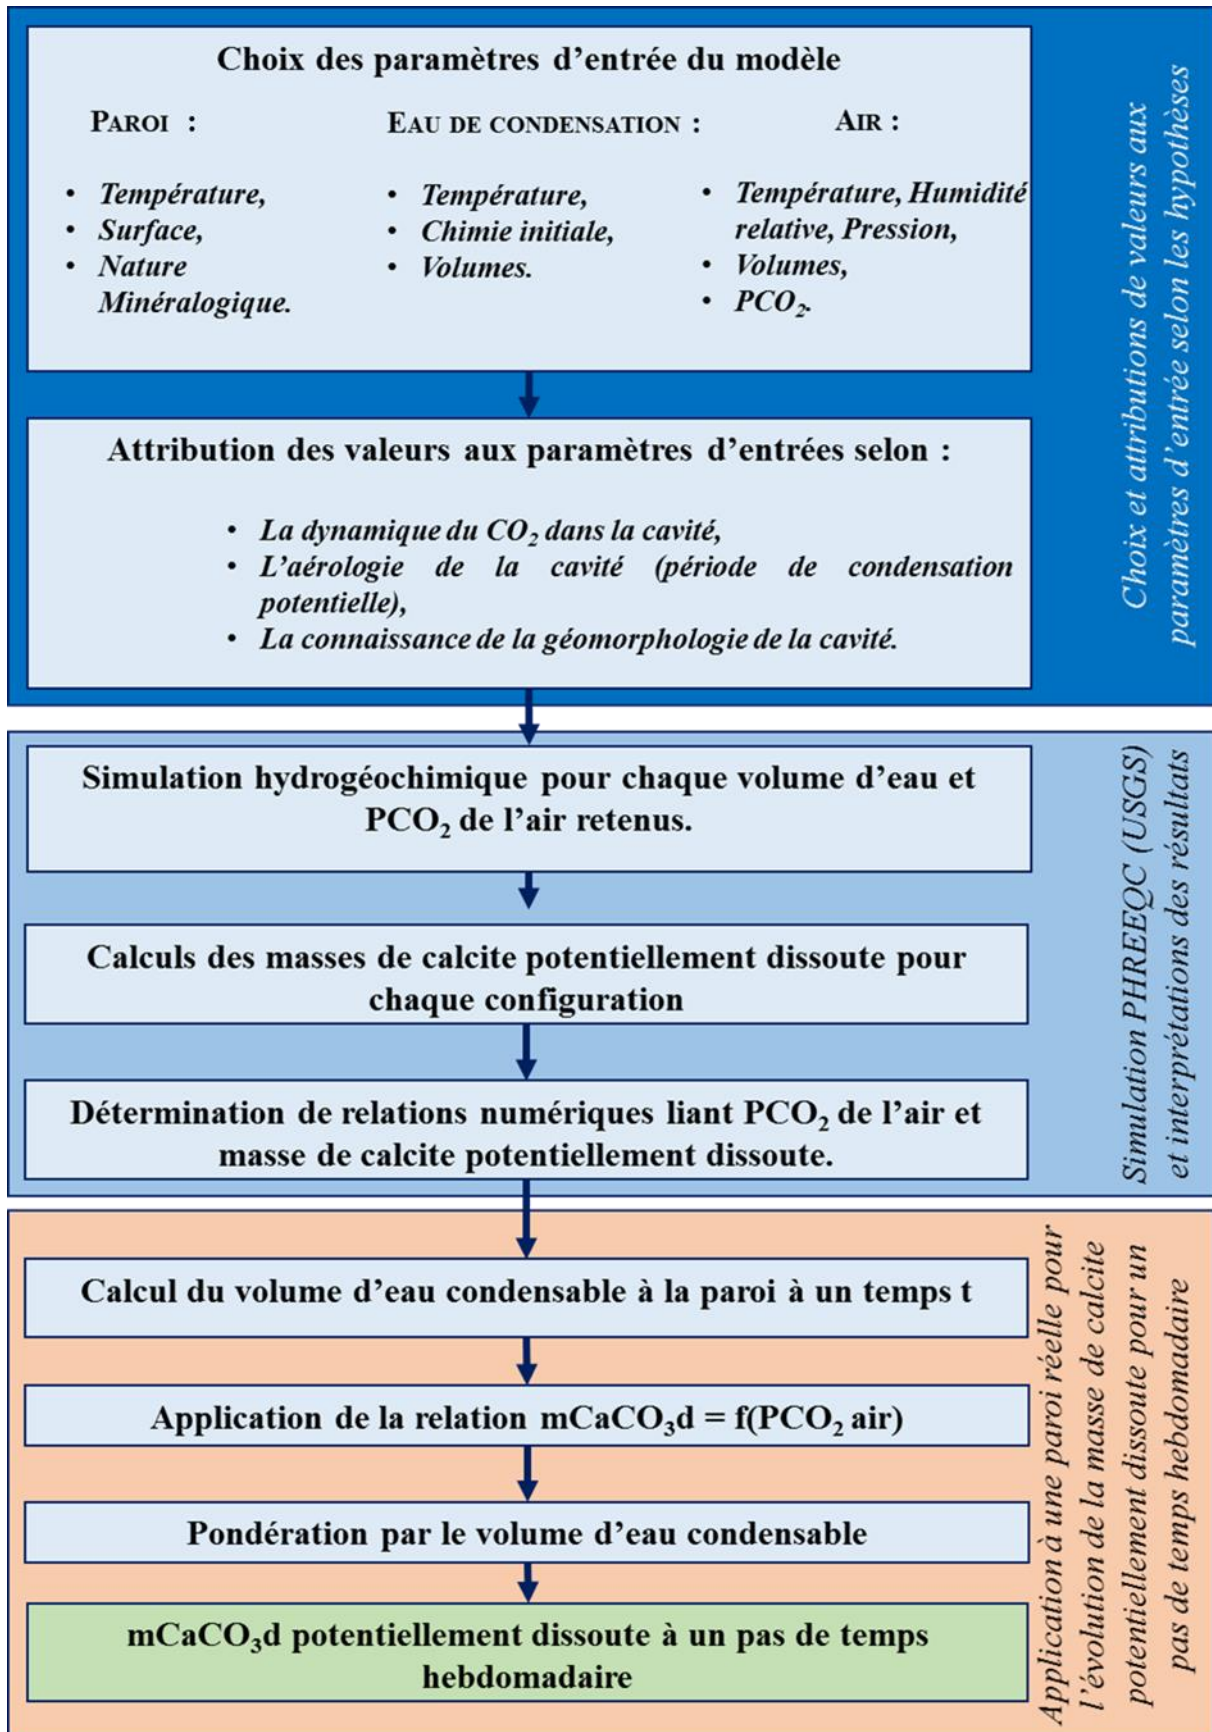 Choix des paramètres d’entrée du modèle
PAROI :
• Température,
• Surface,
• Nature
Minéralogique.
EAU DE CONDENSATION :
• Température,
• Chimie initiale,
• Volumes.
AIR :
• Température, Humidité
relative, Pression,
• Volumes,
• PCO₂.
Attribution des valeurs aux paramètres d’entrées selon :
• La dynamique du CO₂ dans la cavité,
• L’aérologie de la cavité (période de condensation
potentielle),
• La connaissance de la géomorphologie de la cavité.
Choix et attributions de valeurs aux
paramètres d’entrée selon les hypothèses
Simulation hydrogéochimique pour chaque volume d’eau et
PCO₂ de l’air retenus.
Calculs des masses de calcite potentiellement dissoute pour
chaque configuration
Détermination de relations numériques liant PCO₂ de l’air et
masse de calcite potentiellement dissoute.
Simulation PHREEQC (USGS)
et interprétations des résultats
Calcul du volume d’eau condensable à la paroi à un temps t
Application de la relation mCaCO₃d = f(PCO₂ air)
Pondération par le volume d’eau condensable
mCaCO₃d potentiellement dissoute à un pas de temps
hebdomadaire
Application à une paroi réelle pour
l’évolution de la masse de calcite
potentiellement dissoute pour un
pas de temps hebdomadaire